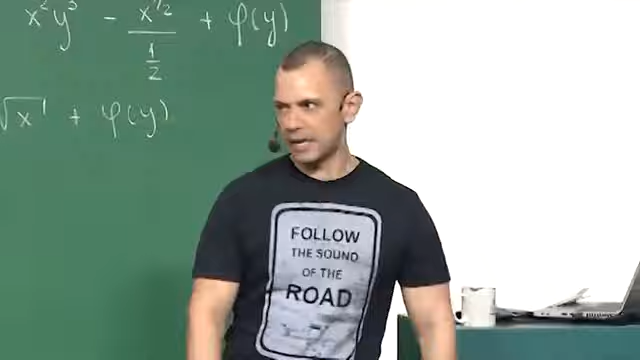 x²y³ - x^{1/2} / (1/2) + φ(y)
√x + φ(y)
FOLLOW
THE SOUND
OF THE
ROAD